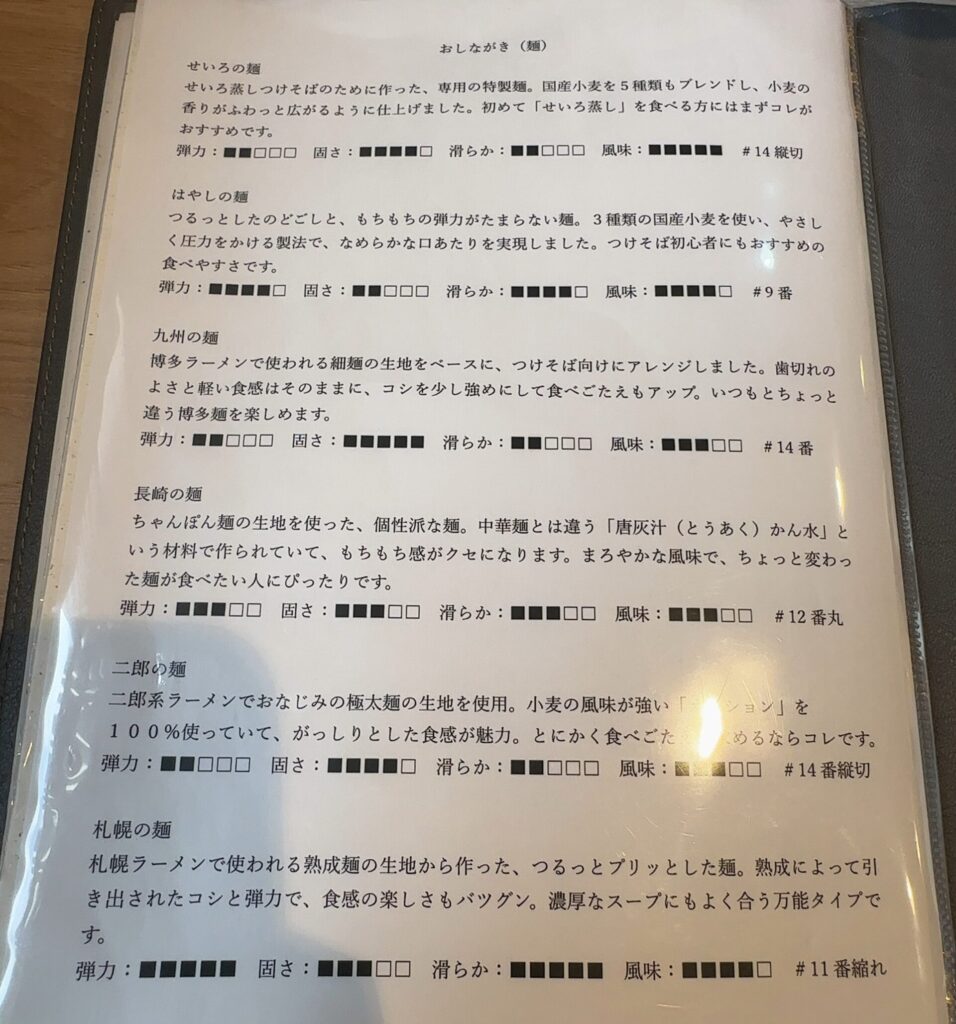 おしながき（麺）
せいろの麺
せいろ蒸しつけそばのために作った、専用の特製麺。国産小麦を５種類もブレンドし、小麦の
香りがふわっと広がるように仕上げました。初めて「せいろ蒸し」を食べる方にはまずコレが
おすすめです。
弾力：■■□□□　固さ：■■■■□　滑らか：■■□□□　風味：■■■■■　＃14 縦切
はやしの麺
つるっとしたのどごしと、もちもちの弾力がたまらない麺。３種類の国産小麦を使い、やさし
く圧力をかける製法で、なめらかな口あたりを実現しました。つけそば初心者にもおすすめの
食べやすさです。
弾力：■■■■□　固さ：■■□□□　滑らか：■■■■□　風味：■■■■□　＃9 番
九州の麺
博多ラーメンで使われる細麺の生地をベースに、つけそば向けにアレンジしました。歯切れの
よさと軽い食感はそのままに、コシを少し強めにして食べごたえもアップ。いつもとちょっと
違う博多麺を楽しめます。
弾力：■■□□□　固さ：■■■■■　滑らか：■■□□□　風味：■■■□□　＃14 番
長崎の麺
ちゃんぽん麺の生地を使った、個性派な麺。中華麺とは違う「唐灰汁（とうあく）かん水」と
いう材料で作られていて、もちもち感がクセになります。まろやかな風味で、ちょっと変わっ
た麺が食べたい人にぴったりです。
弾力：■■■□□　固さ：■■■□□　滑らか：■■■□□　風味：■■■□□　＃12 番丸
二郎の麺
二郎系ラーメンでおなじみの極太麺の生地を使用。小麦の風味が強い「ション」を
１００％使っていて、がっしりとした食感が魅力。とにかく食べごた めるならコレです。
弾力：■■□□□　固さ：■■■■□　滑らか：■■□□□　風味：■■■□□　＃14 番縦切
札幌の麺
札幌ラーメンで使われる熟成麺の生地から作った、つるっとプリッとした麺。熟成によって引
き出されたコシと弾力で、食感の楽しさもバツグン。濃厚なスープにもよく合う万能タイプで
す。
弾力：■■■■■　固さ：■■■□□　滑らか：■■■■■　風味：■■■■□　＃11 番縮れ